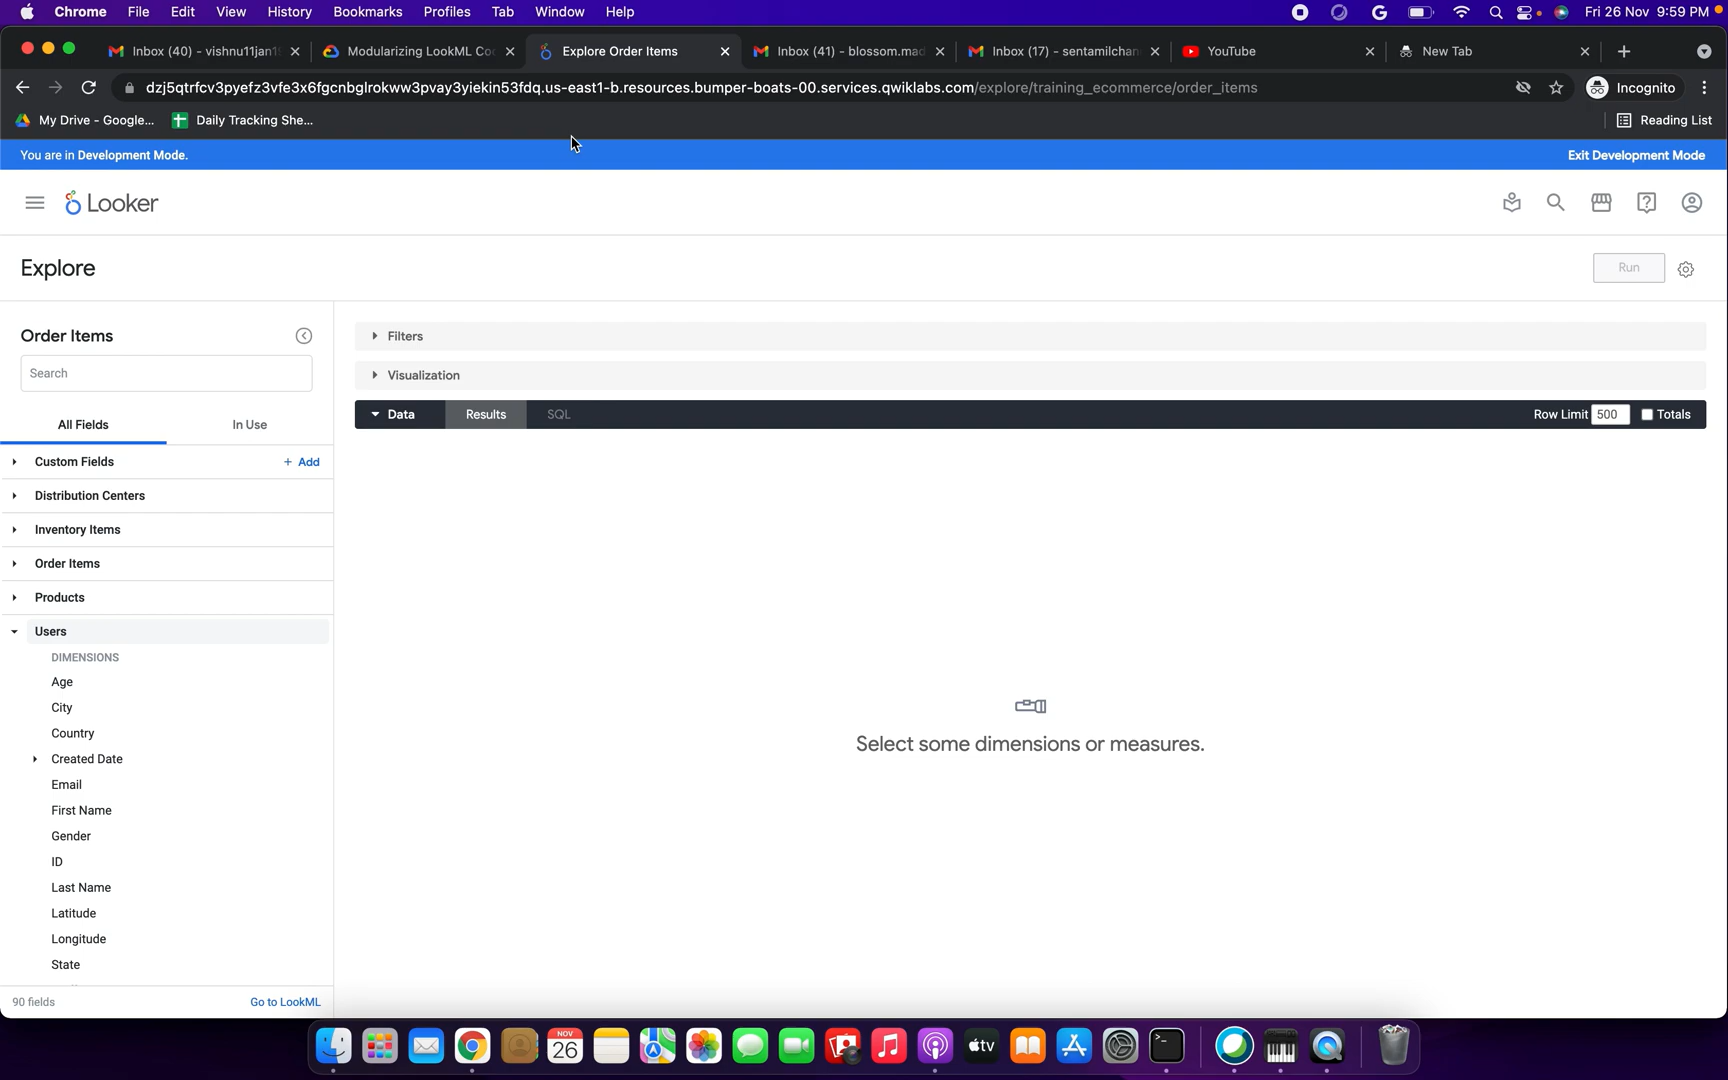 Chrome File Edit View History Bookmarks Profiles Tab Window Help Fri 26 Nov 9:59 PM
Inbox (40) - vishnu11jan1 Modularizing LookML Co Explore Order Items Inbox (41) - blossom.mad Inbox (17) - sentamilchan YouTube New Tab
dzj5qtrfcv3pyefz3vfe3x6fgcnbglrokww3pvay3yiekin53fdq.us-east1-b.resources.bumper-boats-00.services.qwiklabs.com/explore/training_ecommerce/order_items Incognito
My Drive - Google... Daily Tracking She... Reading List
You are in Development Mode. Exit Development Mode
Looker
Explore Run
Order Items
Search
All Fields In Use
Custom Fields + Add
Distribution Centers
Inventory Items
Order Items
Products
Users
DIMENSIONS
Age
City
Country
Created Date
Email
First Name
Gender
ID
Last Name
Latitude
Longitude
State
90 fields Go to LookML
Filters
Visualization
Data Results SQL Row Limit 500 Totals
Select some dimensions or measures.
NOV
26
tv